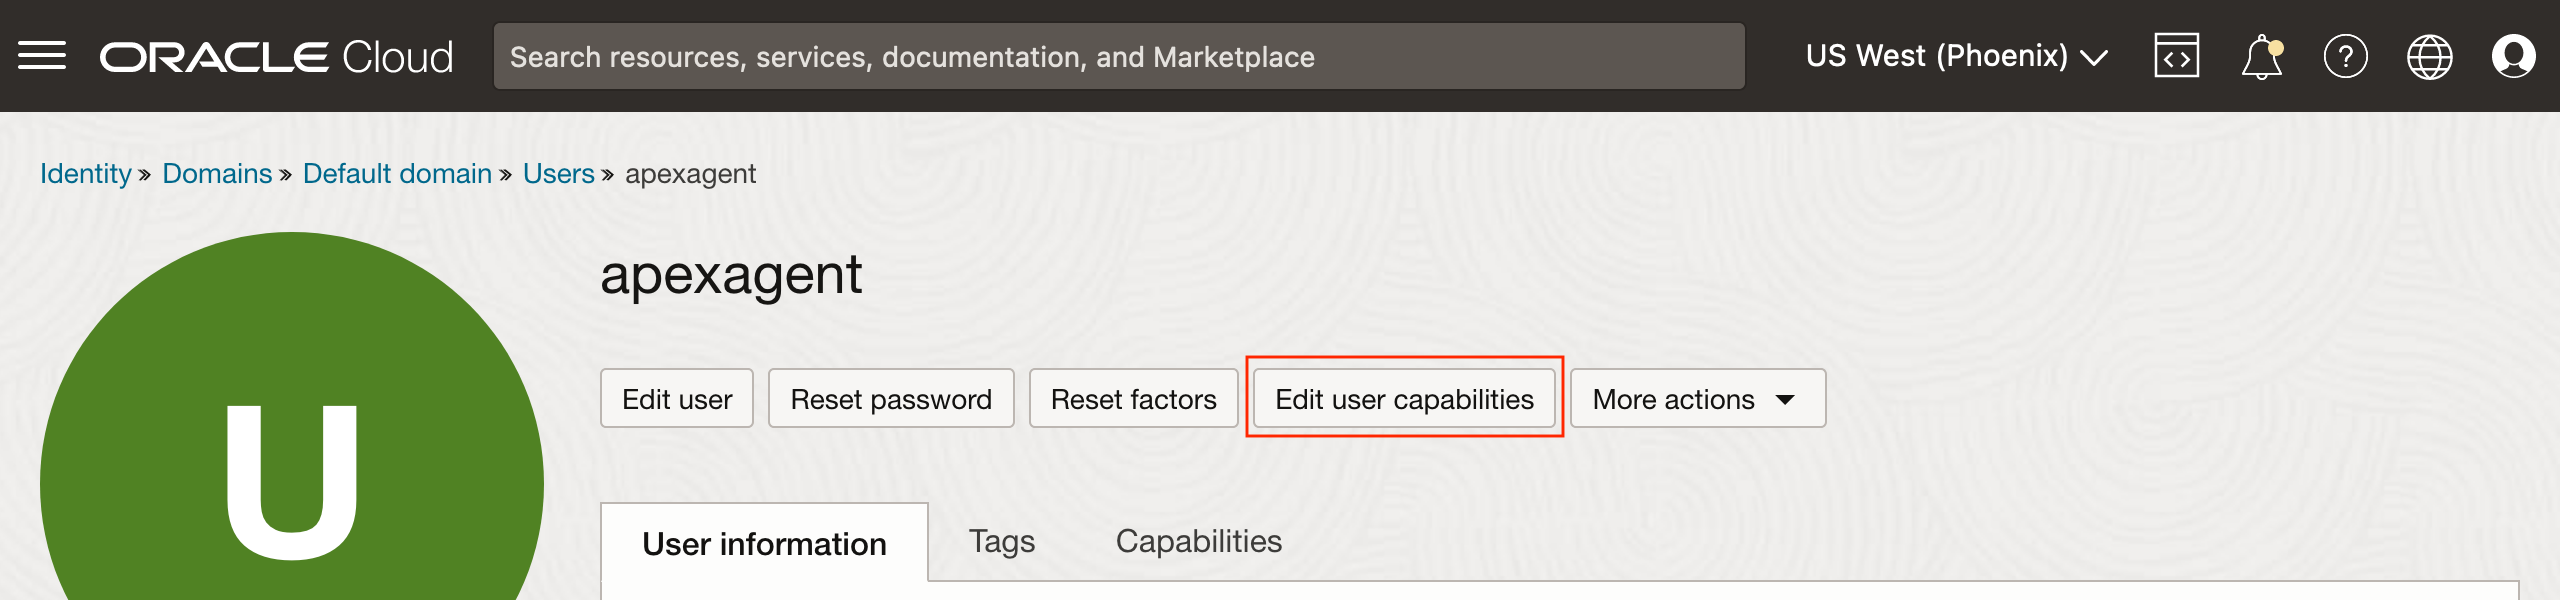 ORACLE Cloud
Search resources, services, documentation, and Marketplace
US West (Phoenix)
Identity » Domains » Default domain » Users » apexagent
U
apexagent
Edit user
Reset password
Reset factors
Edit user capabilities
More actions
User information
Tags
Capabilities